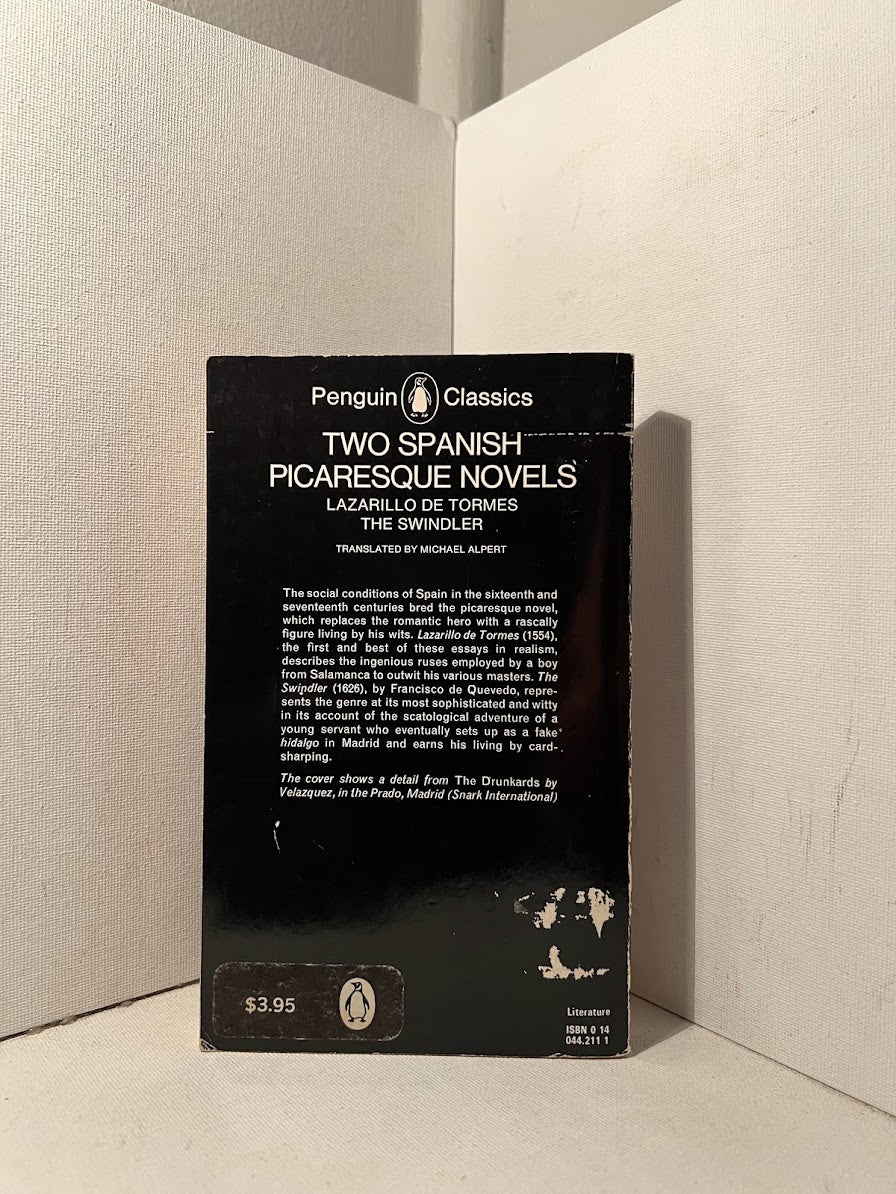 Penguin Classics
TWO SPANISH
PICARESQUE NOVELS
LAZARILLO DE TORMES
THE SWINDLER
TRANSLATED BY MICHAEL ALPERT
The social conditions of Spain in the sixteenth and
seventeenth centuries bred the picaresque novel,
which replaces the romantic hero with a rascally
figure living by his wits. Lazarillo de Tormes (1554),
the first and best of these essays in realism,
describes the ingenious ruses employed by a boy
from Salamanca to outwit his various masters. The
Swindler (1626), by Francisco de Quevedo, repre-
sents the genre at its most sophisticated and witty
in its account of the scatological adventure of a
young servant who eventually sets up as a fake
hidalgo in Madrid and earns his living by card-
sharping.
The cover shows a detail from The Drunkards by
Velazquez, in the Prado, Madrid (Snark International)
$3.95
Literature
ISBN 0 14
044.211 1